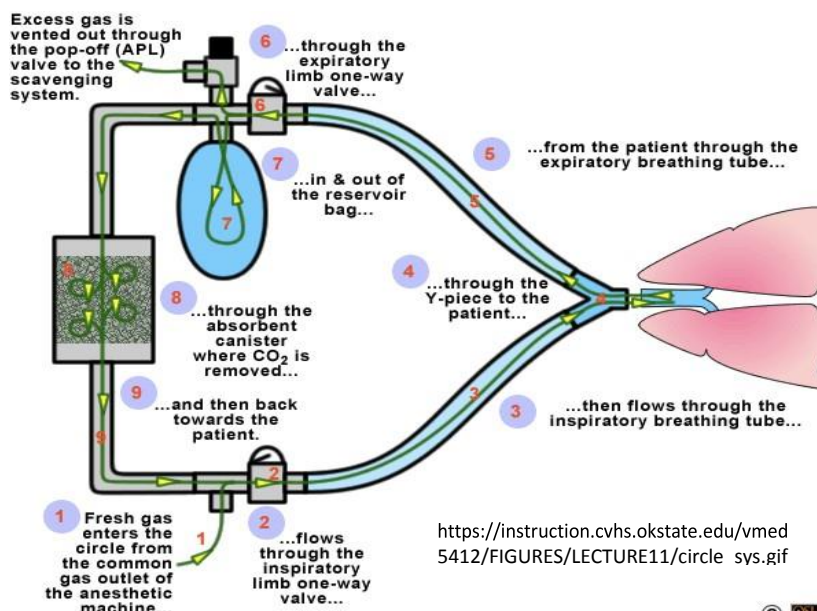 Excess gas is
vented out through
the pop-off (APL)
valve to the
scavenging
system.
6
...through the
expiratory
limb one-way
valve...
6
5
...from the patient through the
expiratory breathing tube...
7
...in & out of
the reservoir
bag...
7
5
4
...through the
Y-piece to the
patient...
8
8
...through the
absorbent
canister
where CO2 is
removed...
9
...and then back
towards the
patient.
9
3
3
...then flows through the
inspiratory breathing tube...
2
1
Fresh gas
enters the
circle from
the common
gas outlet of
the anesthetic
machine...
1
2
...flows
through the
inspiratory
limb one-way
valve...
https://instruction.cvhs.okstate.edu/vmed
5412/FIGURES/LECTURE11/circle_sys.gif
©